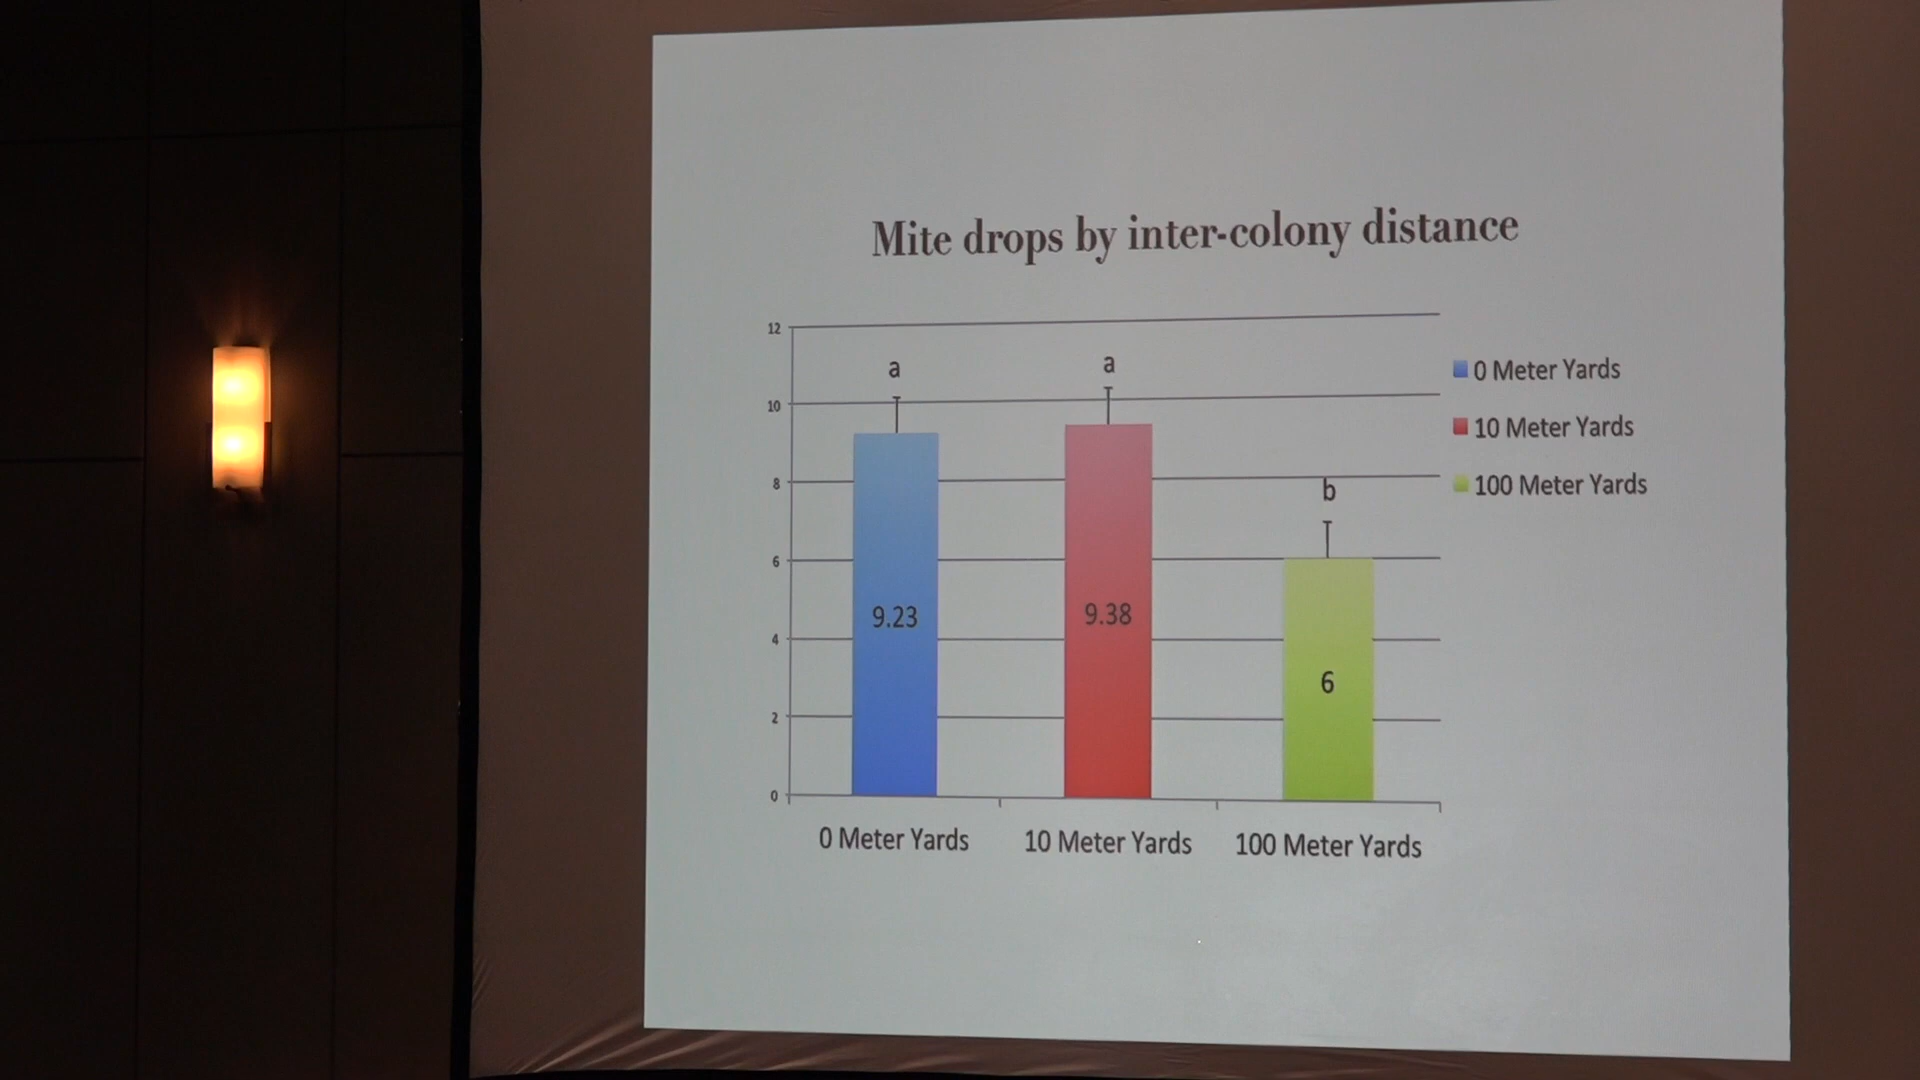 Mite drops by inter-colony distance
12
10
8
6
4
2
0
a
a
b
9.23
9.38
6
0 Meter Yards
10 Meter Yards
100 Meter Yards
0 Meter Yards
10 Meter Yards
100 Meter Yards